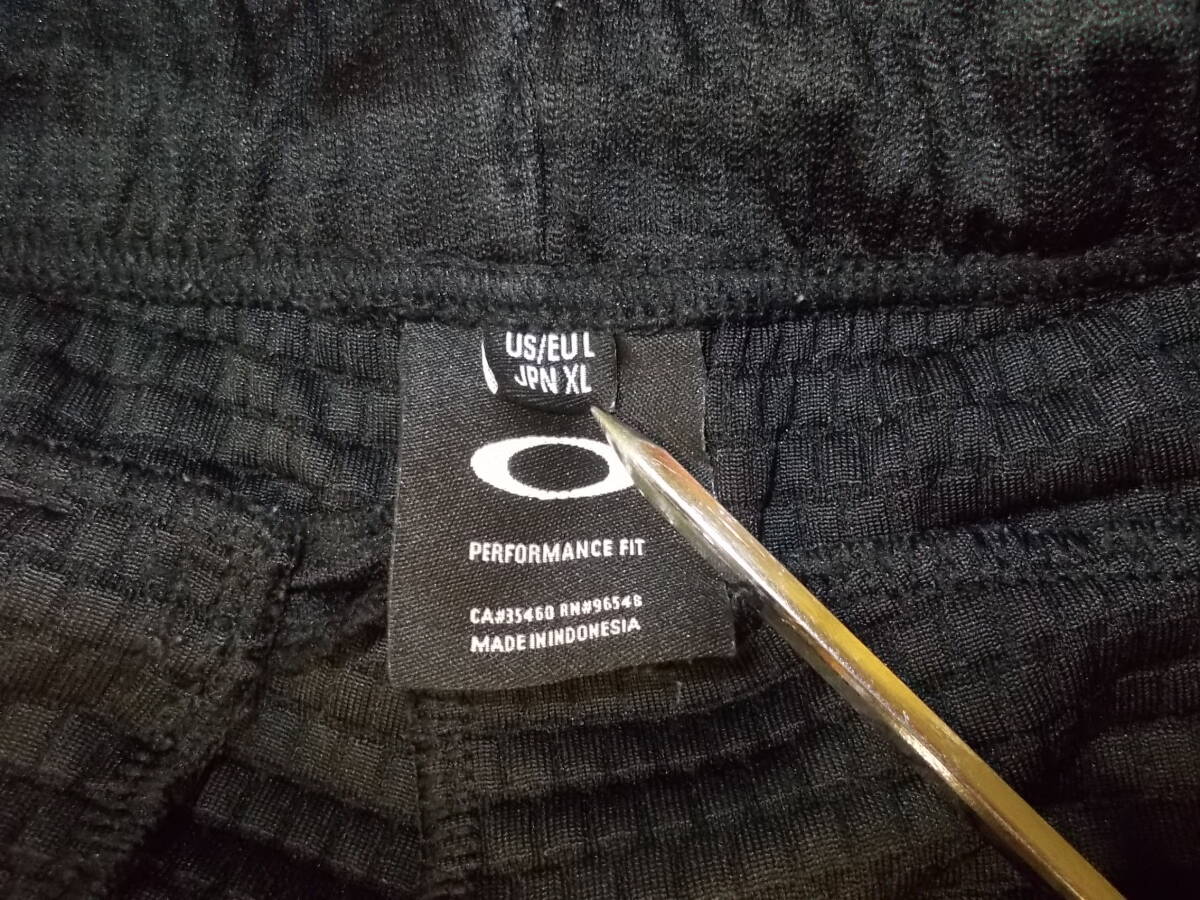 US/EU L
JPN XL
PERFORMANCE FIT
CA#35460 RN#96548
MADE IN INDONESIA